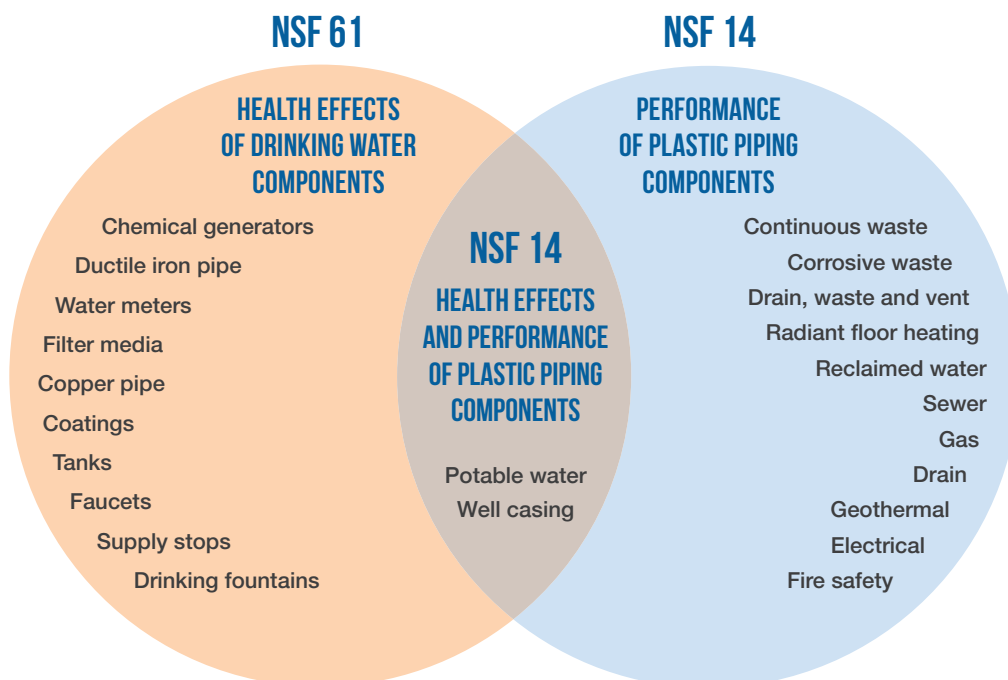 NSF 61
HEALTH EFFECTS
OF DRINKING WATER
COMPONENTS
Chemical generators
Ductile iron pipe
Water meters
Filter media
Copper pipe
Coatings
Tanks
Faucets
Supply stops
Drinking fountains
NSF 14
HEALTH EFFECTS
AND PERFORMANCE
OF PLASTIC PIPING
COMPONENTS
Potable water
Well casing
NSF 14
PERFORMANCE
OF PLASTIC PIPING
COMPONENTS
Continuous waste
Corrosive waste
Drain, waste and vent
Radiant floor heating
Reclaimed water
Sewer
Gas
Drain
Geothermal
Electrical
Fire safety